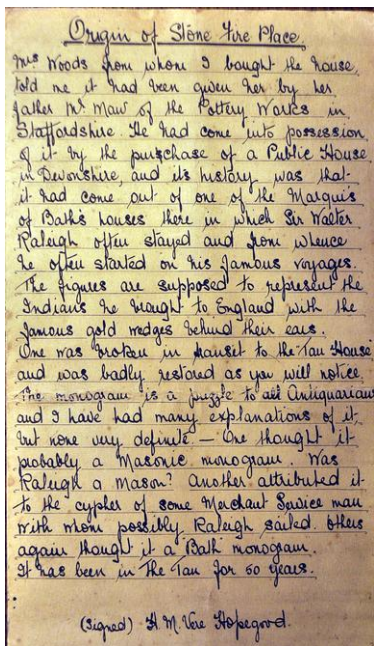 Origin of Stone Fire Place.
Mrs Woods from whom I bought the house,
told me it had been given her by her
father Mr Maw of the Pottery Works in
Staffordshire. He had come into possession
of it by the purchase of a Public House
in Devonshire, and its history was that
it had come out of one of the Marquis
of Bath's houses there in which Sir Walter
Raleigh often stayed and from whence
he often started on his famous voyages.
The figures are supposed to represent the
Indians he brought to England with the
famous gold wedges behind their ears.
One was broken in transit to the Tan House
and was badly restored as you will notice.
The monogram is a puzzle to all Antiquarians
and I have had many explanations of it,
but none very definite — One thought it
probably a Masonic monogram. Was
Raleigh a Mason? Another attributed it
to the cypher of some Merchant Service man
with whom possibly Raleigh sailed. Others
again thought it a Bath monogram.
It has been in The Tan for 50 years.
(signed) H. M. Vere Hopegood.